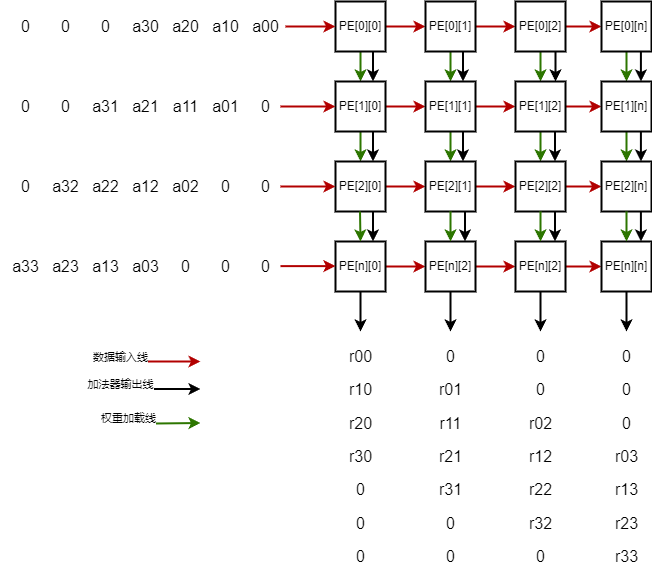 0 0 0 a30 a20 a10 a00 PE[0][0] PE[0][1] PE[0][2] PE[0][n]
0 0 a31 a21 a11 a01 0 PE[1][0] PE[1][1] PE[1][2] PE[1][n]
0 a32 a22 a12 a02 0 0 PE[2][0] PE[2][1] PE[2][2] PE[2][n]
a33 a23 a13 a03 0 0 0 PE[n][0] PE[n][2] PE[n][2] PE[n][n]
数据输入线 r00 0 0 0
加法器输出线 r10 r01 0 0
权重加载线 r20 r11 r02 0
r30 r21 r12 r03
0 r31 r22 r13
0 0 r32 r23
0 0 0 r33